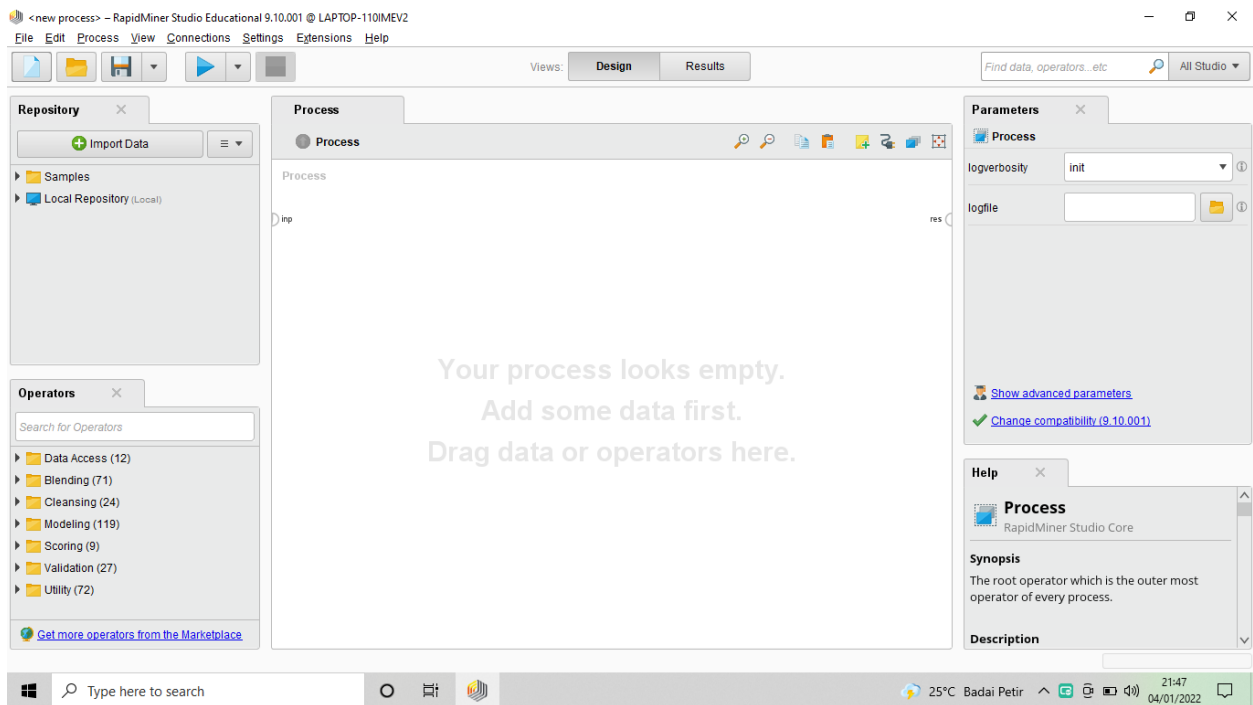 <new process> – RapidMiner Studio Educational 9.10.001 @ LAPTOP-110IMEV2
File Edit Process View Connections Settings Extensions Help
Views: Design Results
Find data, operators...etc All Studio
Repository
Import Data
Samples
Local Repository (Local)
Operators
Search for Operators
Data Access (12)
Blending (71)
Cleansing (24)
Modeling (119)
Scoring (9)
Validation (27)
Utility (72)
Get more operators from the Marketplace
Process
Process
Process
inp
res
Your process looks empty.
Add some data first.
Drag data or operators here.
Parameters
Process
logverbosity init
logfile
Show advanced parameters
Change compatibility (9.10.001)
Help
Process
RapidMiner Studio Core
Synopsis
The root operator which is the outer most
operator of every process.
Description
Type here to search
25°C Badai Petir
21:47
04/01/2022